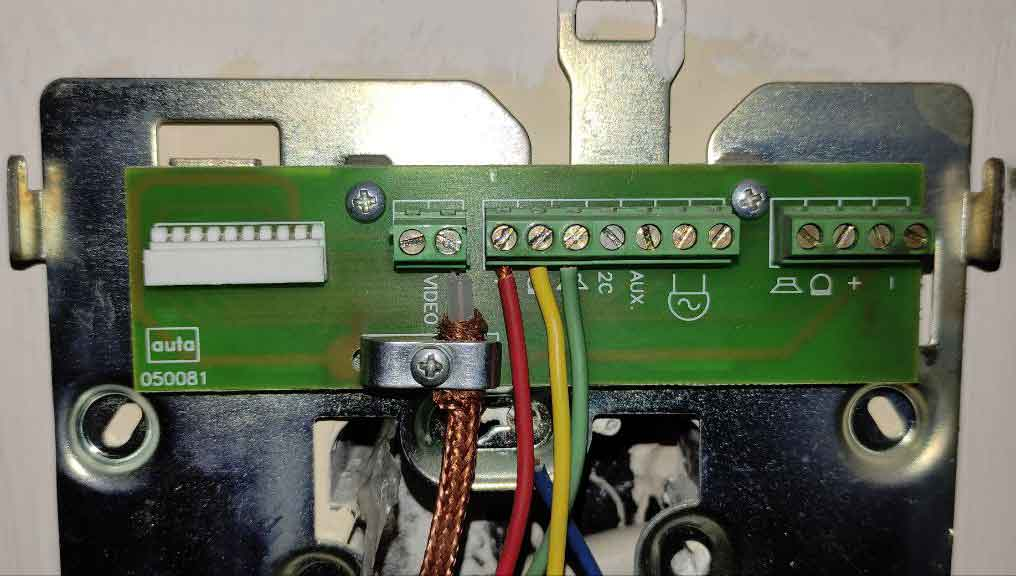 VIDEO
2C
AUX.
+
-
auta
050081